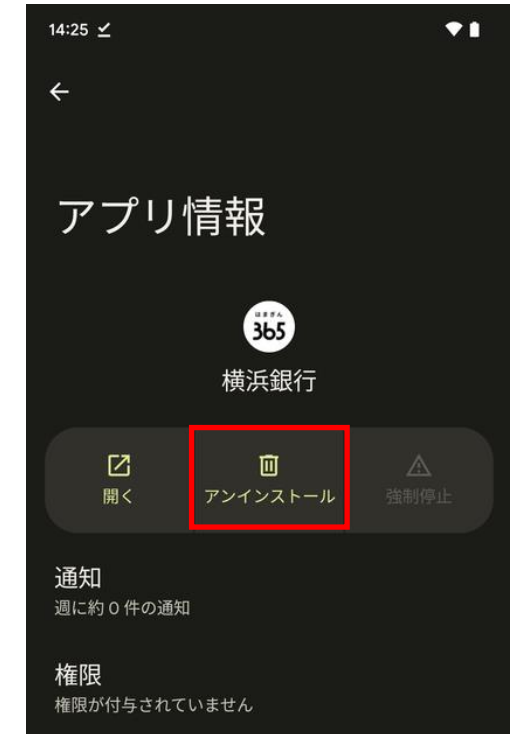 14:25
アプリ情報
はまぎん
365
横浜銀行
開く
アンインストール
強制停止
通知
週に約 0 件の通知
権限
権限が付与されていません